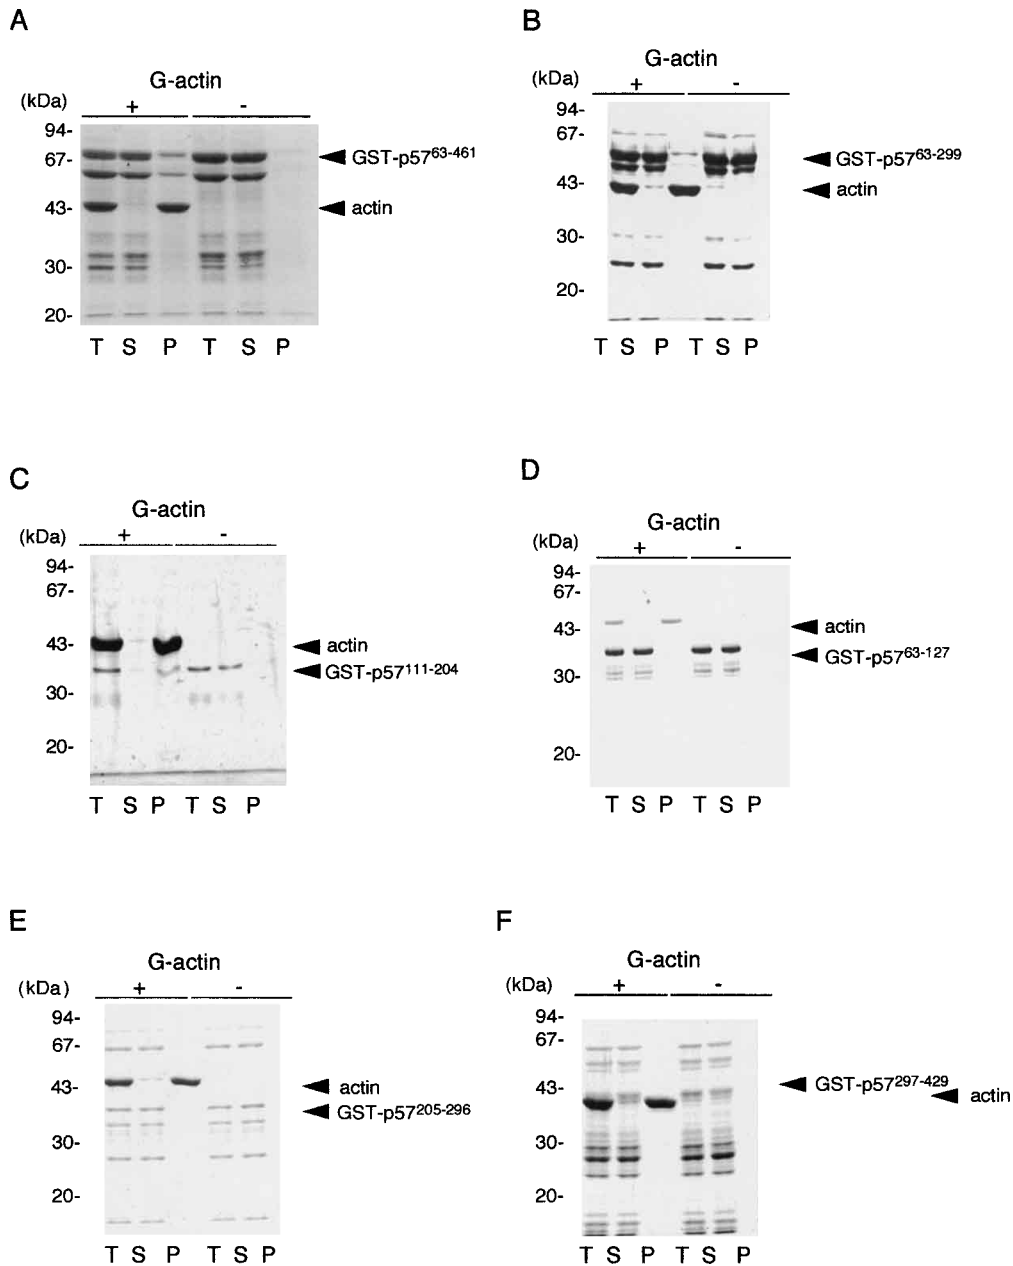 A
G-actin
(kDa) + -
94-
67-
43-
30-
20-
GST-p57⁶³⁻⁴⁶¹
actin
T S P T S P
B
G-actin
(kDa) + -
94-
67-
43-
30-
20-
GST-p57⁶³⁻²⁹⁹
actin
T S P T S P
C
G-actin
(kDa) + -
94-
67-
43-
30-
20-
actin
GST-p57¹¹¹⁻²⁰⁴
T S P T S P
D
G-actin
(kDa) + -
94-
67-
43-
30-
20-
actin
GST-p57⁶³⁻¹²⁷
T S P T S P
E
G-actin
(kDa) + -
94-
67-
43-
30-
20-
actin
GST-p57²⁰⁵⁻²⁹⁶
T S P T S P
F
G-actin
(kDa) + -
94-
67-
43-
30-
20-
GST-p57²⁹⁷⁻⁴²⁹
actin
T S P T S P